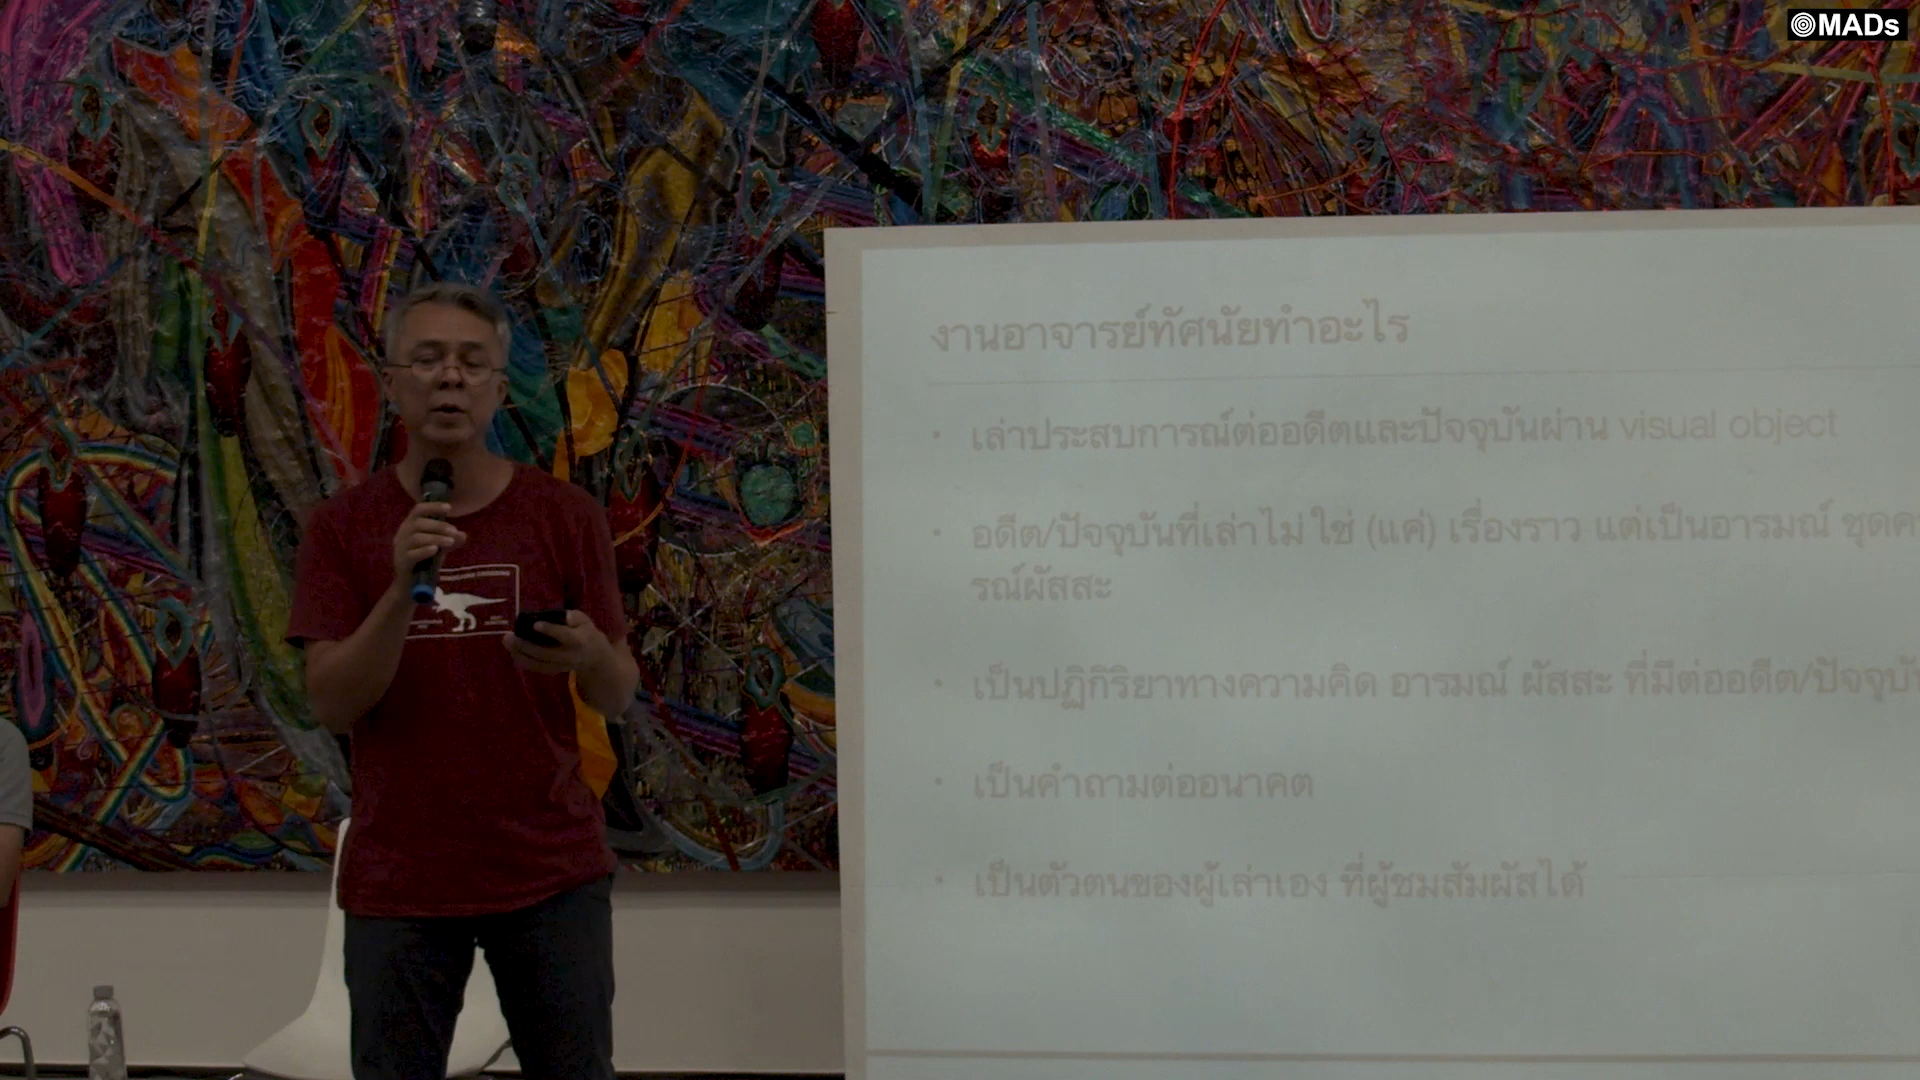 MADs
งานอาจารย์ทัศนัยทำอะไร
• เล่าประสบการณ์ต่ออดีตและปัจจุบันผ่าน visual object
• อดีต/ปัจจุบันที่เล่าไม่ใช่ (แค่) เรื่องราว แต่เป็นอารมณ์
รณ์ผัสสะ
• เป็นปฏิกิริยาทางความคิด อารมณ์ ผัสสะ ที่มีต่ออดีต/
• เป็นคำถามต่ออนาคต
• เป็นตัวตนของผู้เล่าเอง ที่ผู้ชมสัมผัสได้